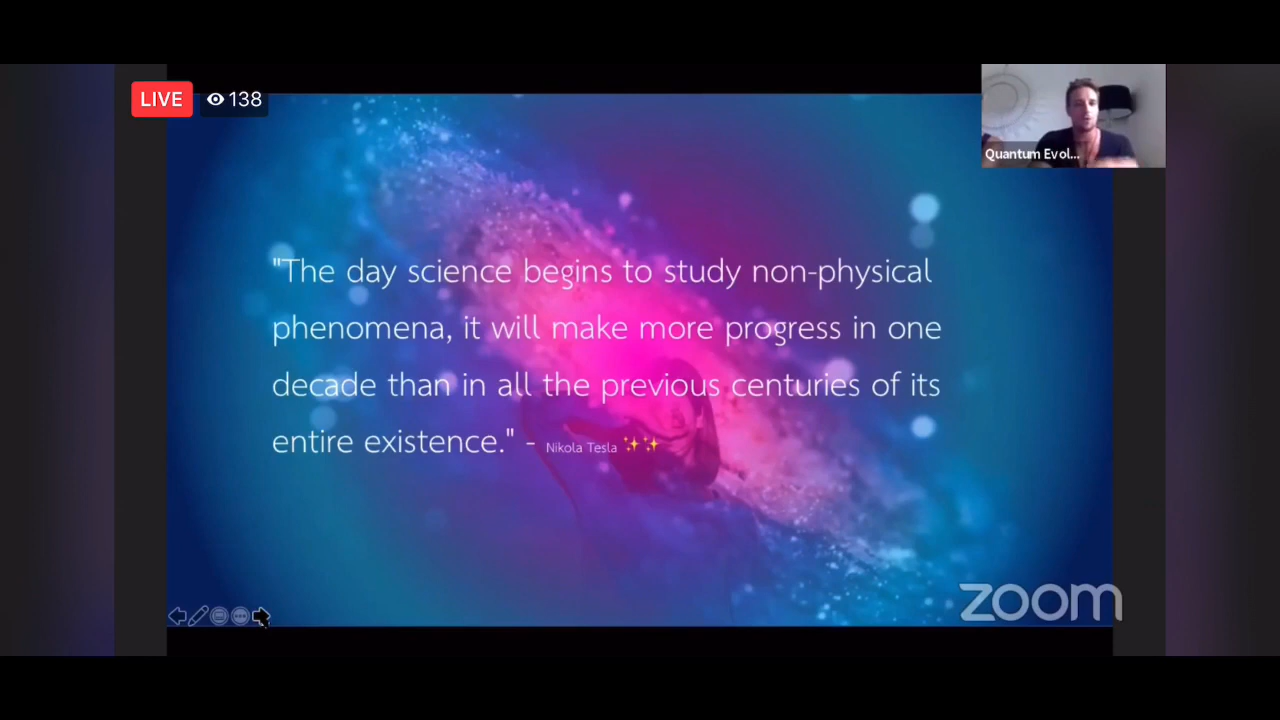 LIVE
138
Quantum Evol...
"The day science begins to study non-physical
phenomena, it will make more progress in one
decade than in all the previous centuries of its
entire existence." - Nikola Tesla ✨✨
zoom